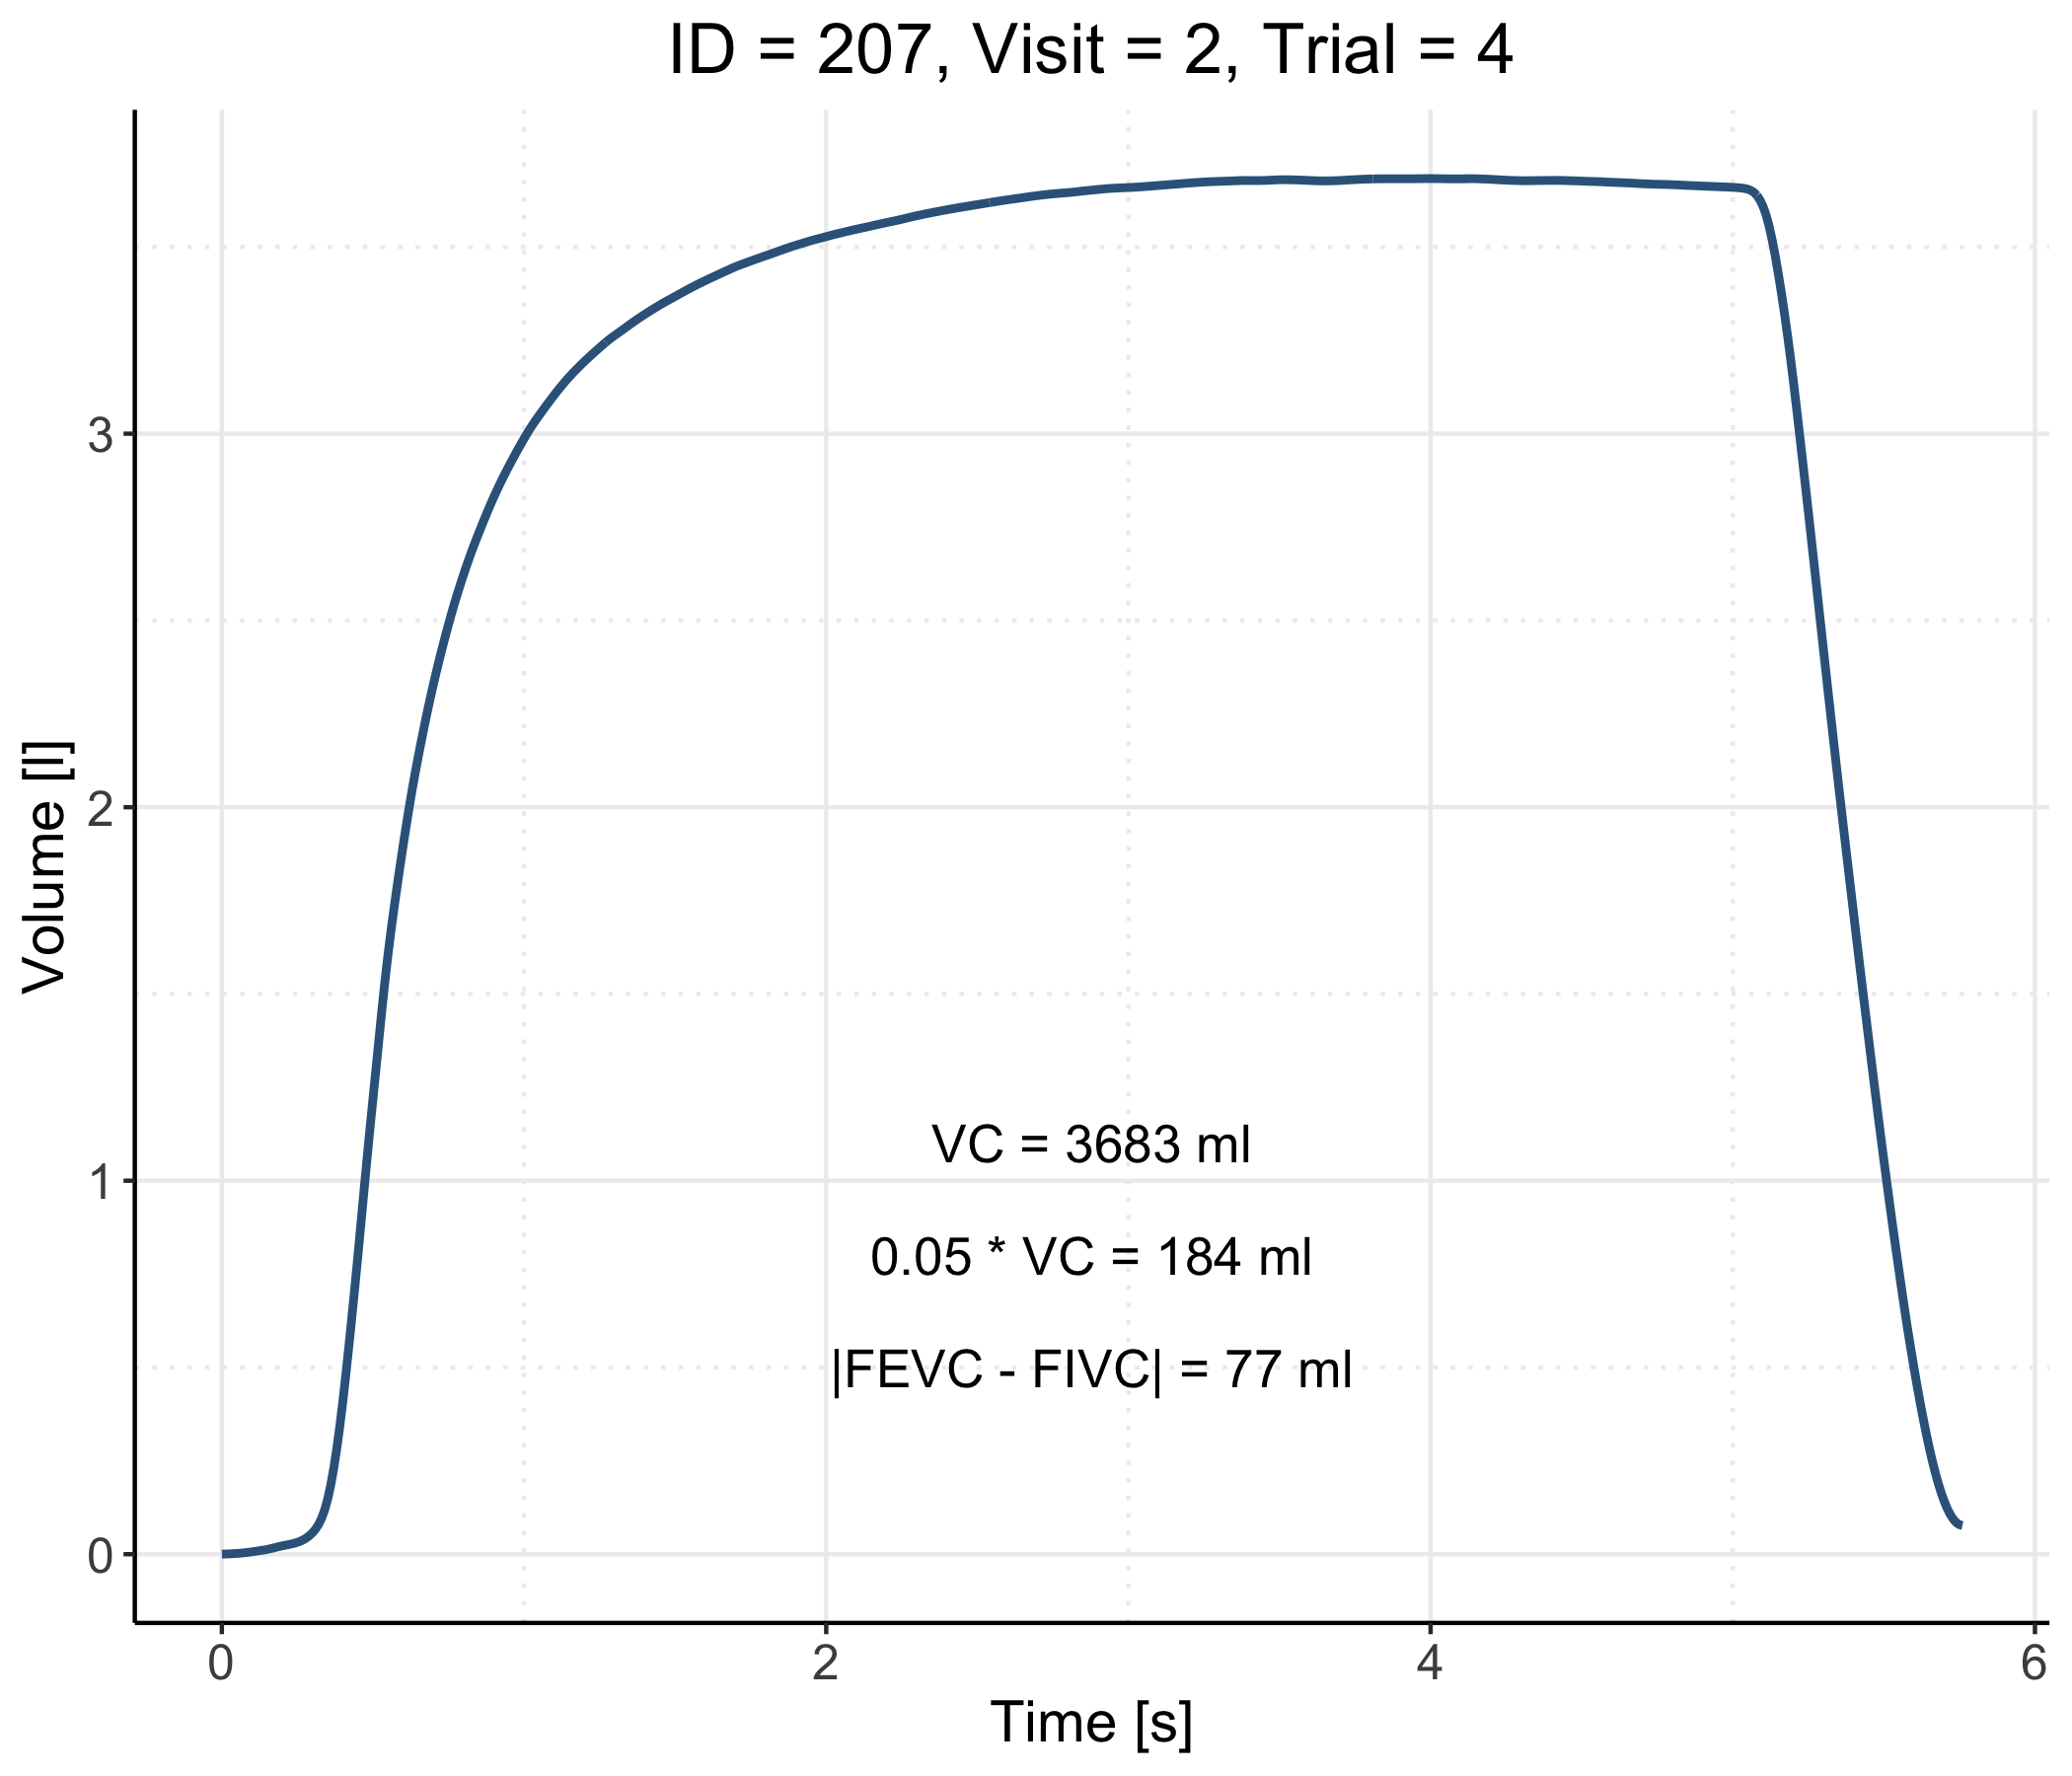 ID = 207, Visit = 2, Trial = 4
Volume [l]
3
2
1
0
VC = 3683 ml
0.05 * VC = 184 ml
|FEVC - FIVC| = 77 ml
0 2 4 6
Time [s]